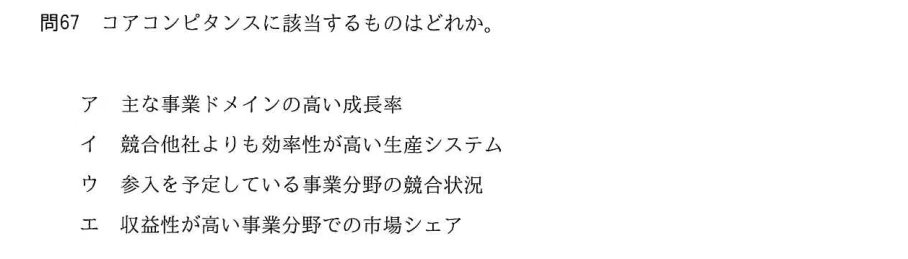 問67　コアコンピタンスに該当するものはどれか。
ア　主な事業ドメインの高い成長率
イ　競合他社よりも効率性が高い生産システム
ウ　参入を予定している事業分野の競合状況
エ　収益性が高い事業分野での市場シェア